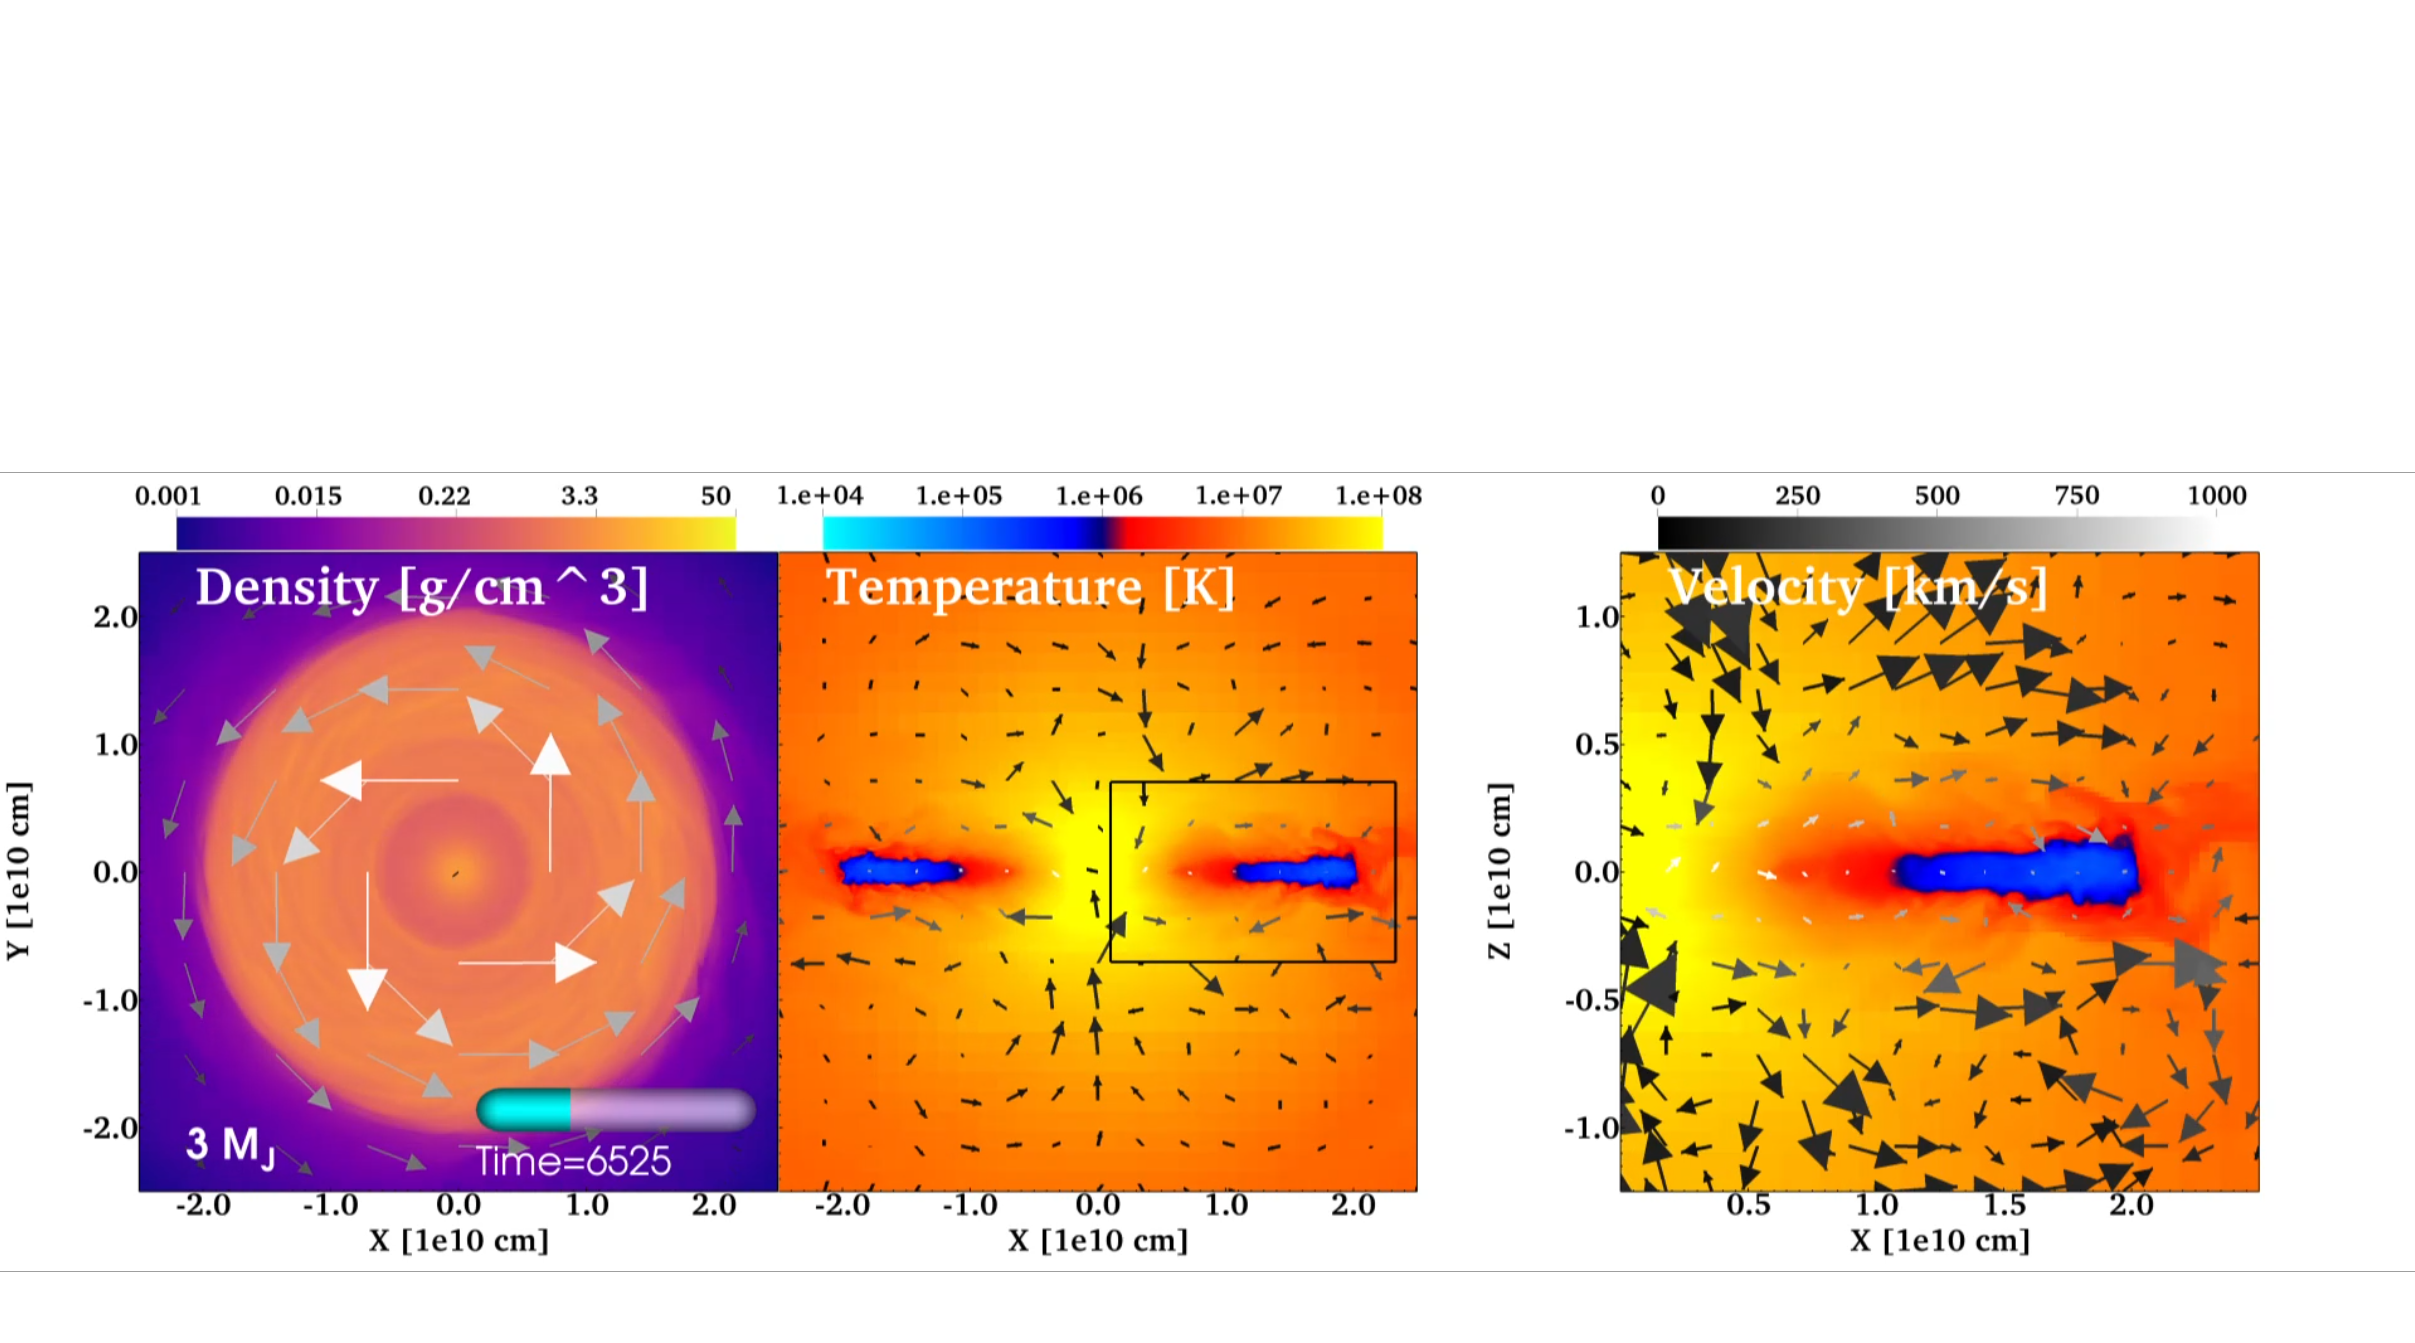 0.001 0.015 0.22 3.3 50
1.e+04 1.e+05 1.e+06 1.e+07 1.e+08
0 250 500 750 1000
Density [g/cm^3]
Temperature [K]
Velocity [km/s]
2.0
1.0
0.0
-1.0
-2.0
Y [1e10 cm]
3 MJ
Time=6525
-2.0 -1.0 0.0 1.0 2.0
X [1e10 cm]
-2.0 -1.0 0.0 1.0 2.0
X [1e10 cm]
1.0
0.5
0.0
-0.5
-1.0
Z [1e10 cm]
0.5 1.0 1.5 2.0
X [1e10 cm]